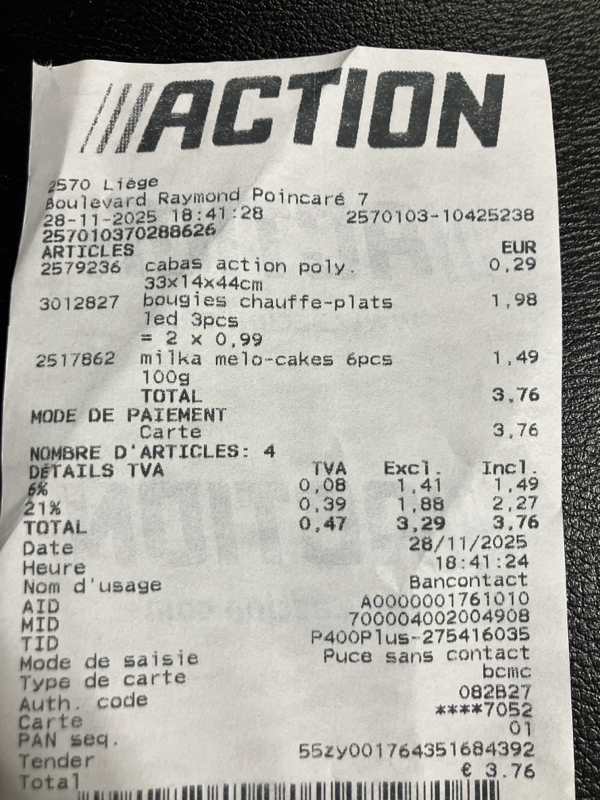 ACTION
2570 Liège
Boulevard Raymond Poincaré 7
28-11-2025 18:41:28 2570103-10425238
257010370288626
ARTICLES EUR
2579236 cabas action poly. 0,29
33x14x44cm
3012827 bougies chauffe-plats 1,98
led 3pcs
= 2 x 0,99
2517862 milka melo-cakes 6pcs 1,49
100g
TOTAL 3,76
MODE DE PAIEMENT
Carte 3,76
NOMBRE D'ARTICLES: 4
DÉTAILS TVA TVA Excl. Incl.
6% 0,08 1,41 1,49
21% 0,39 1,88 2,27
TOTAL 0,47 3,29 3,76
Date 28/11/2025
Heure 18:41:24
Nom d'usage Bancontact
AID A0000001761010
MID 700004002004908
TID P400Plus-275416035
Mode de saisie Puce sans contact
Type de carte bcmc
Auth. code 082B27
Carte ****7052
PAN seq. 01
Tender 55zy001764351684392
Total € 3.76